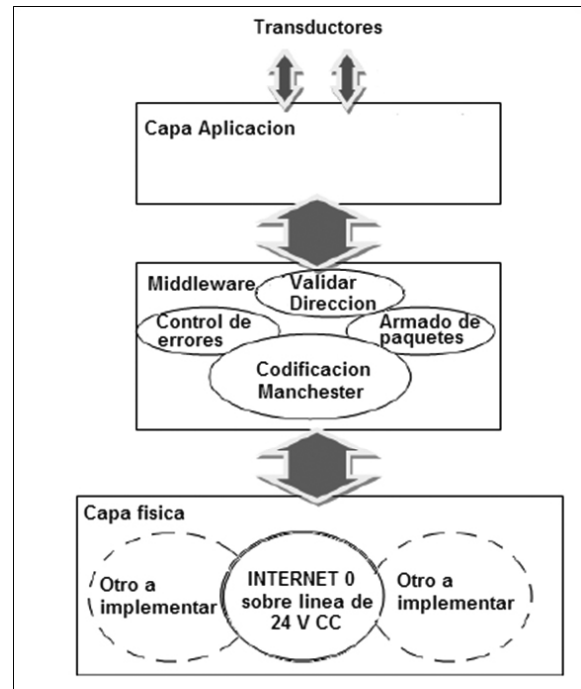 Transductores
Capa Aplicacion
Middleware
Validar
Direccion
Control de
errores
Armado de
paquetes
Codificacion
Manchester
Capa fisica
Otro a
implementar
INTERNET 0
sobre linea de
24 V CC
Otro a
implementar